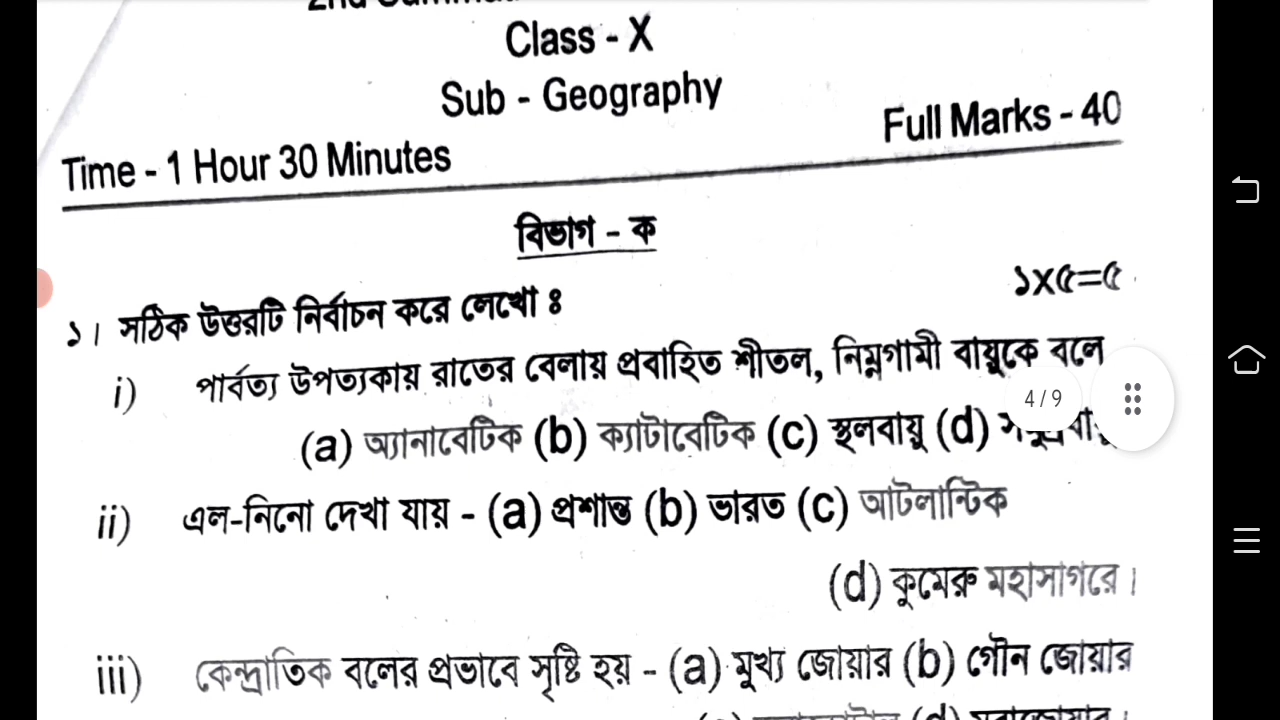 Class - X
Sub - Geography
Full Marks - 40
Time - 1 Hour 30 Minutes
বিভাগ - ক
১। সঠিক উত্তরটি নির্বাচন করে লেখো ঃ ১x৫=৫
i) পার্বত্য উপত্যকায় রাতের বেলায় প্রবাহিত শীতল, নিম্নগামী বায়ুকে বলে
4 / 9
(a) অ্যানাবেটিক (b) ক্যাটাবেটিক (c) স্থলবায়ু (d)
ii) এল-নিনো দেখা যায় - (a) প্রশান্ত (b) ভারত (c) আটলান্টিক
(d) কুমেরু মহাসাগরে।
iii) কেন্দ্রাতিক বলের প্রভাবে সৃষ্টি হয় - (a) মুখ্য জোয়ার (b) গৌন জোয়ার